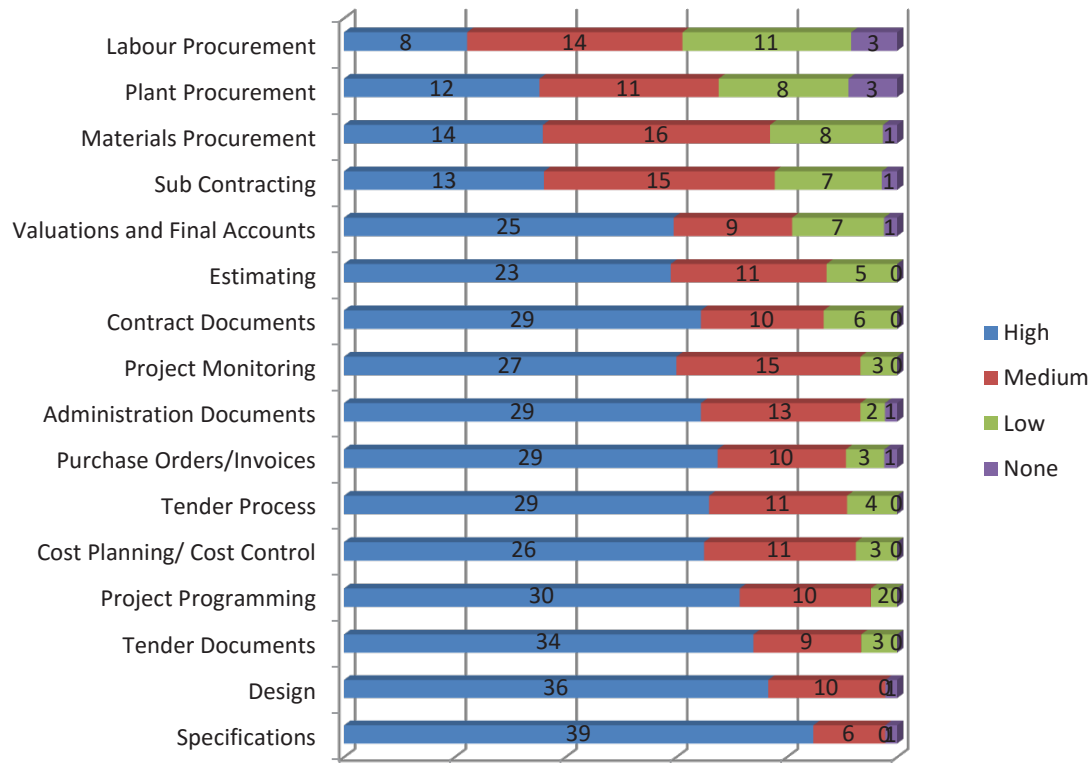 Labour Procurement 8 14 11 3
Plant Procurement 12 11 8 3
Materials Procurement 14 16 8 1
Sub Contracting 13 15 7 1
Valuations and Final Accounts 25 9 7 1
Estimating 23 11 5 0
Contract Documents 29 10 6 0
Project Monitoring 27 15 3 0
Administration Documents 29 13 2 1
Purchase Orders/Invoices 29 10 3 1
Tender Process 29 11 4 0
Cost Planning/ Cost Control 26 11 3 0
Project Programming 30 10 2 0
Tender Documents 34 9 3 0
Design 36 10 0 1
Specifications 39 6 0 1
High
Medium
Low
None